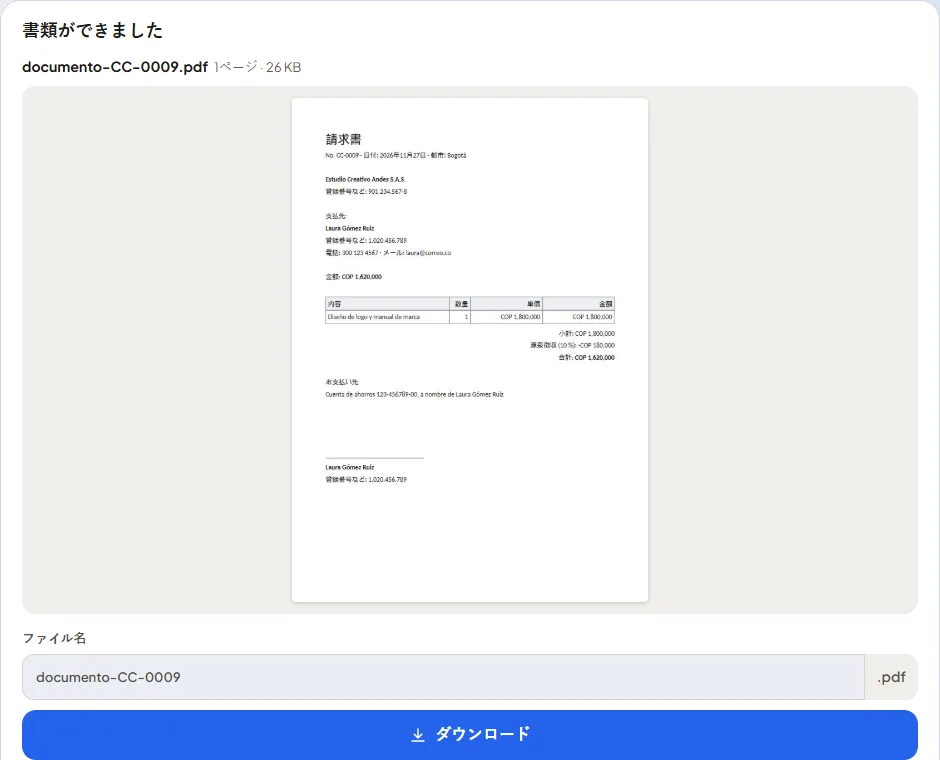 書類ができました
documento-CC-0009.pdf 1ページ · 26 KB
請求書
No. CC-0009 · 日付: 2026年11月27日 · 都市: Bogotá
Estudio Creativo Andes S.A.S.
登録番号など: 901.234.567-8
支払先:
Laura Gómez Ruiz
登録番号など: 1.020.456.789
電話: 300 123 4567 · メール: laura@correo.co
金額: COP 1,620,000
内容 数量 単価 金額
Diseño de logo y manual de marca 1 COP 1,800,000 COP 1,800,000
小計: COP 1,800,000
源泉徴収 (10 %): -COP 180,000
合計: COP 1,620,000
お支払い先
Cuenta de ahorros 123-456789-00, a nombre de Laura Gómez Ruiz
Laura Gómez Ruiz
登録番号など: 1.020.456.789
ファイル名
documento-CC-0009 .pdf
ダウンロード